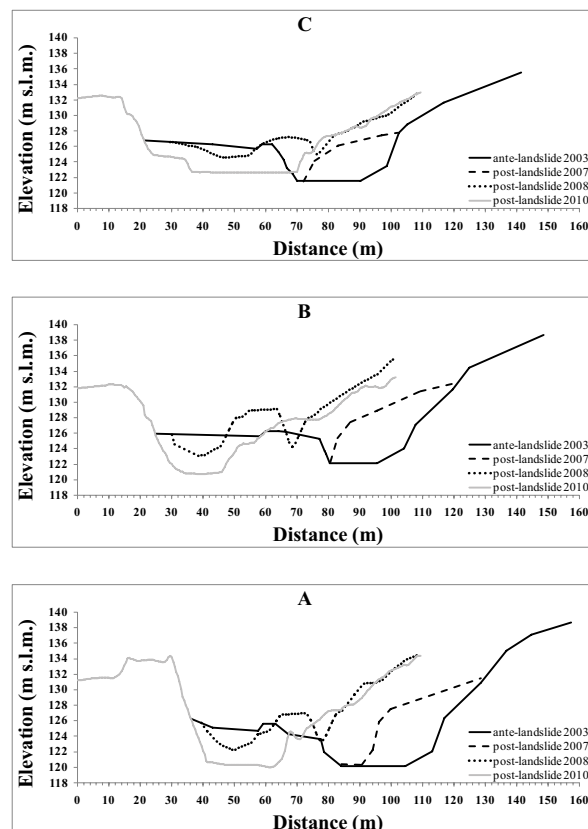 C
Elevation (m s.l.m.)
140
138
136
134
132
130
128
126
124
122
120
118
0 10 20 30 40 50 60 70 80 90 100 110 120 130 140 150 160
Distance (m)
ante-landslide 2003
post-landslide 2007
post-landslide 2008
post-landslide 2010
B
Elevation (m s.l.m.)
140
138
136
134
132
130
128
126
124
122
120
118
0 10 20 30 40 50 60 70 80 90 100 110 120 130 140 150 160
Distance (m)
ante-landslide 2003
post-landslide 2007
post-landslide 2008
post-landslide 2010
A
Elevation (m s.l.m.)
140
138
136
134
132
130
128
126
124
122
120
118
0 10 20 30 40 50 60 70 80 90 100 110 120 130 140 150 160
Distance (m)
ante-landslide 2003
post-landslide 2007
post-landslide 2008
post-landslide 2010